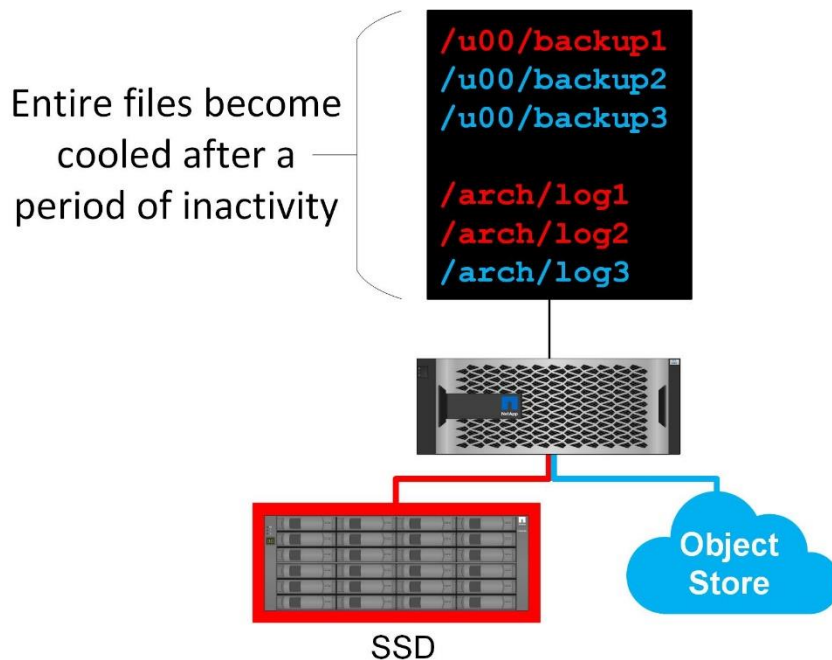 Entire files become
cooled after a
period of inactivity
/u00/backup1
/u00/backup2
/u00/backup3
/arch/log1
/arch/log2
/arch/log3
NetApp
Object
Store
SSD